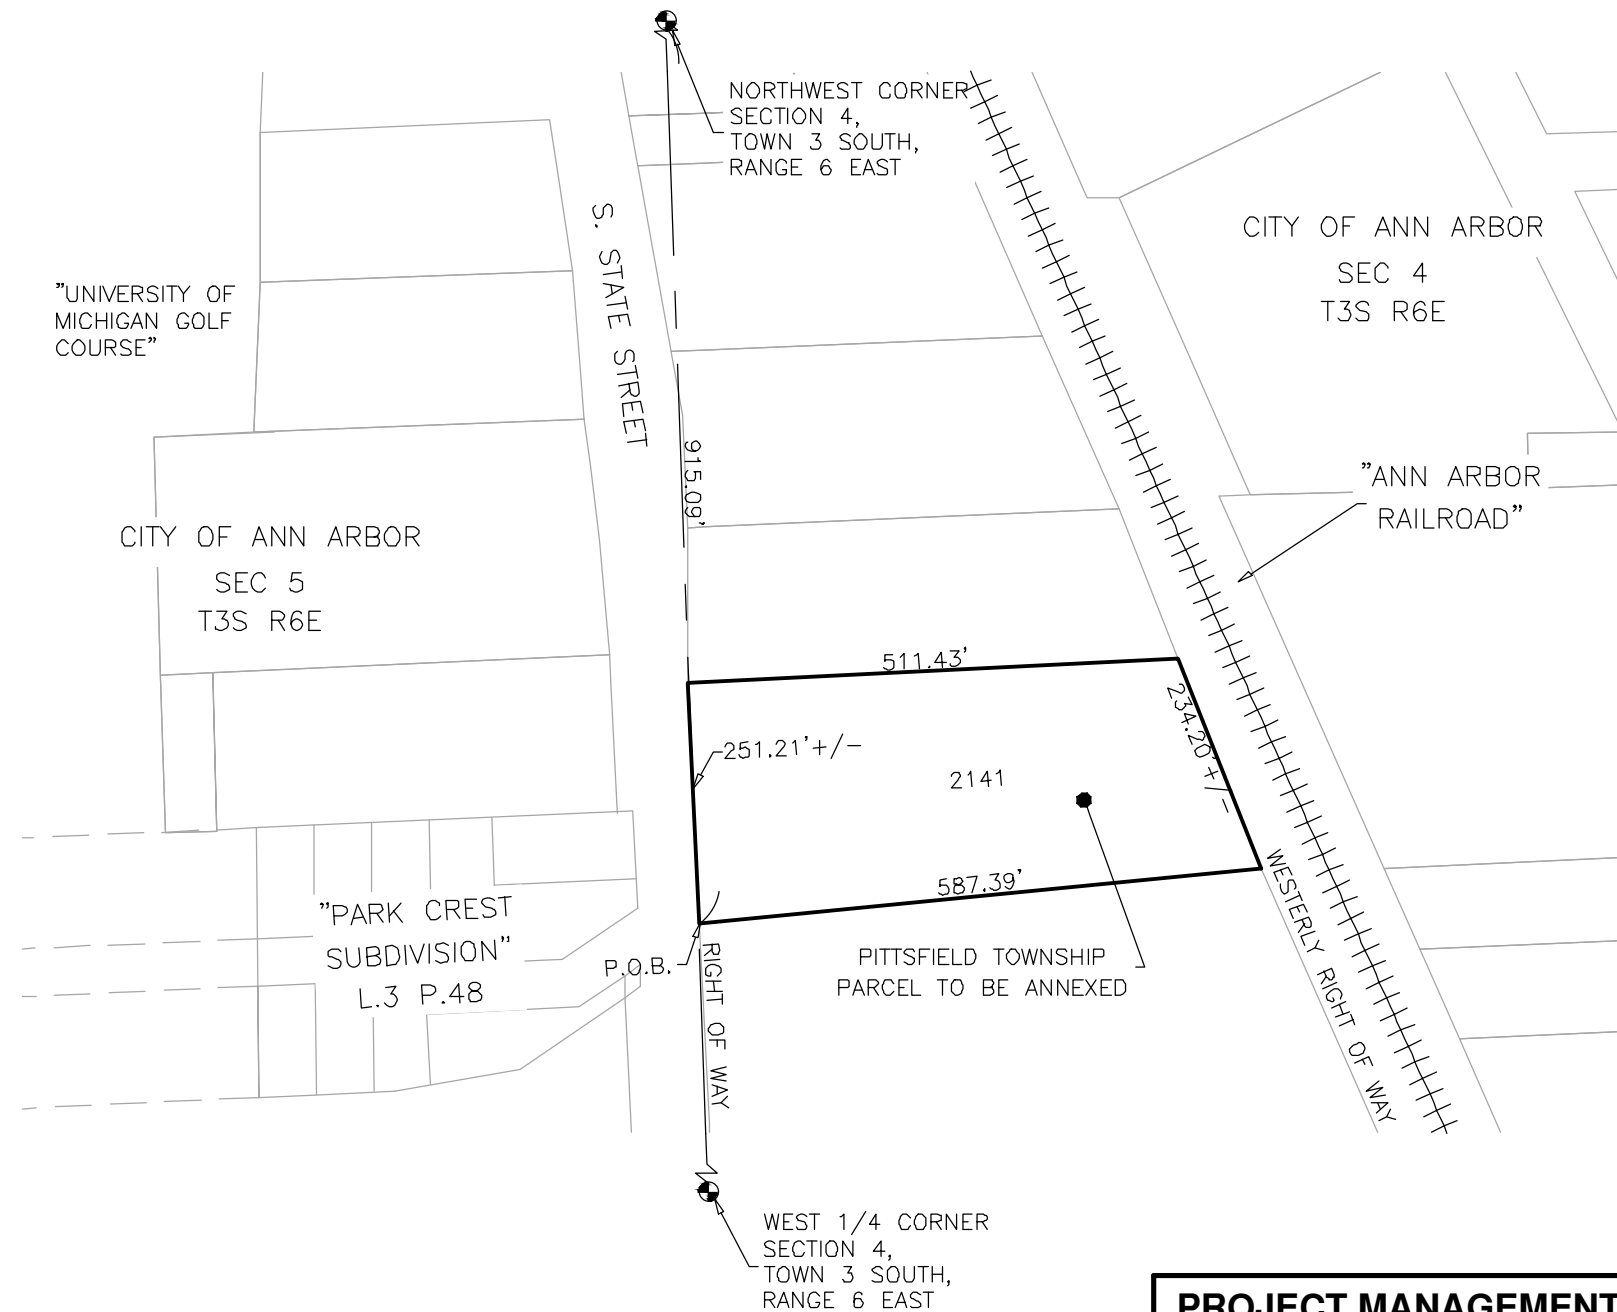 NORTHWEST CORNER
SECTION 4,
TOWN 3 SOUTH,
RANGE 6 EAST
S. STATE STREET
CITY OF ANN ARBOR
SEC 4
T3S R6E
"UNIVERSITY OF
MICHIGAN GOLF
COURSE"
915.09'
"ANN ARBOR
RAILROAD"
CITY OF ANN ARBOR
SEC 5
T3S R6E
511.43'
234.20'+/-
251.21'+/-
2141
587.39'
WESTERLY RIGHT OF WAY
"PARK CREST
SUBDIVISION"
L.3 P.48
P.O.B.
RIGHT OF WAY
PITTSFIELD TOWNSHIP
PARCEL TO BE ANNEXED
WEST 1/4 CORNER
SECTION 4,
TOWN 3 SOUTH,
RANGE 6 EAST
PROJECT MANAGEMENT